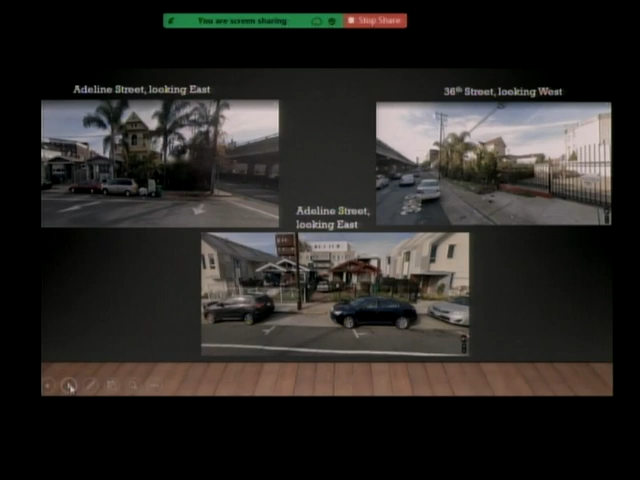 You are screen sharing
Stop Share
Adeline Street, looking East
36th Street, looking West
Adeline Street,
looking East